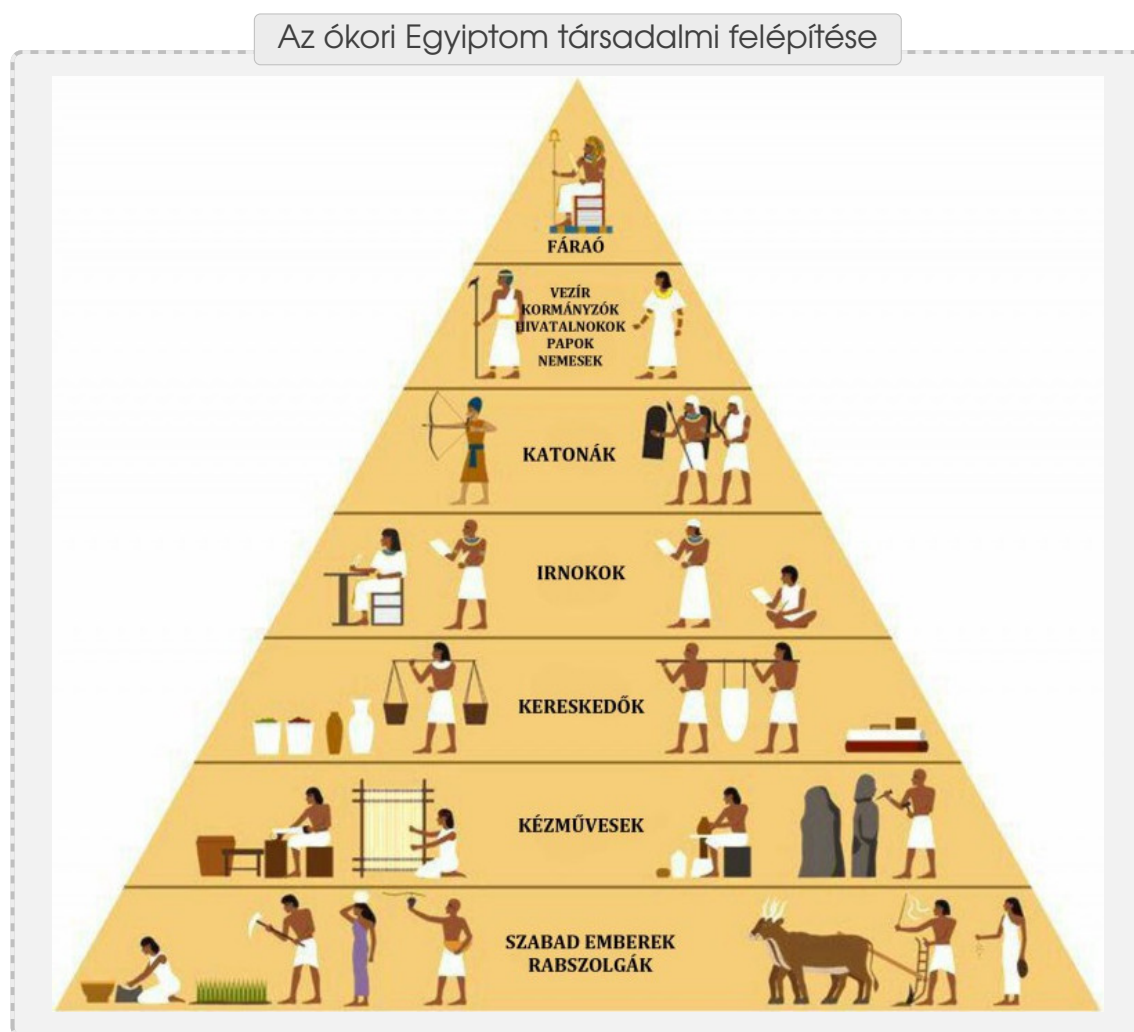 Az ókori Egyiptom társadalmi felépítése
FÁRAÓ
VEZÍR
KORMÁNYZÓK
HIVATALNOKOK
PAPOK
NEMESEK
KATONÁK
IRNOKOK
KERESKEDŐK
KÉZMŰVESEK
SZABAD EMBEREK
RABSZOLGÁK